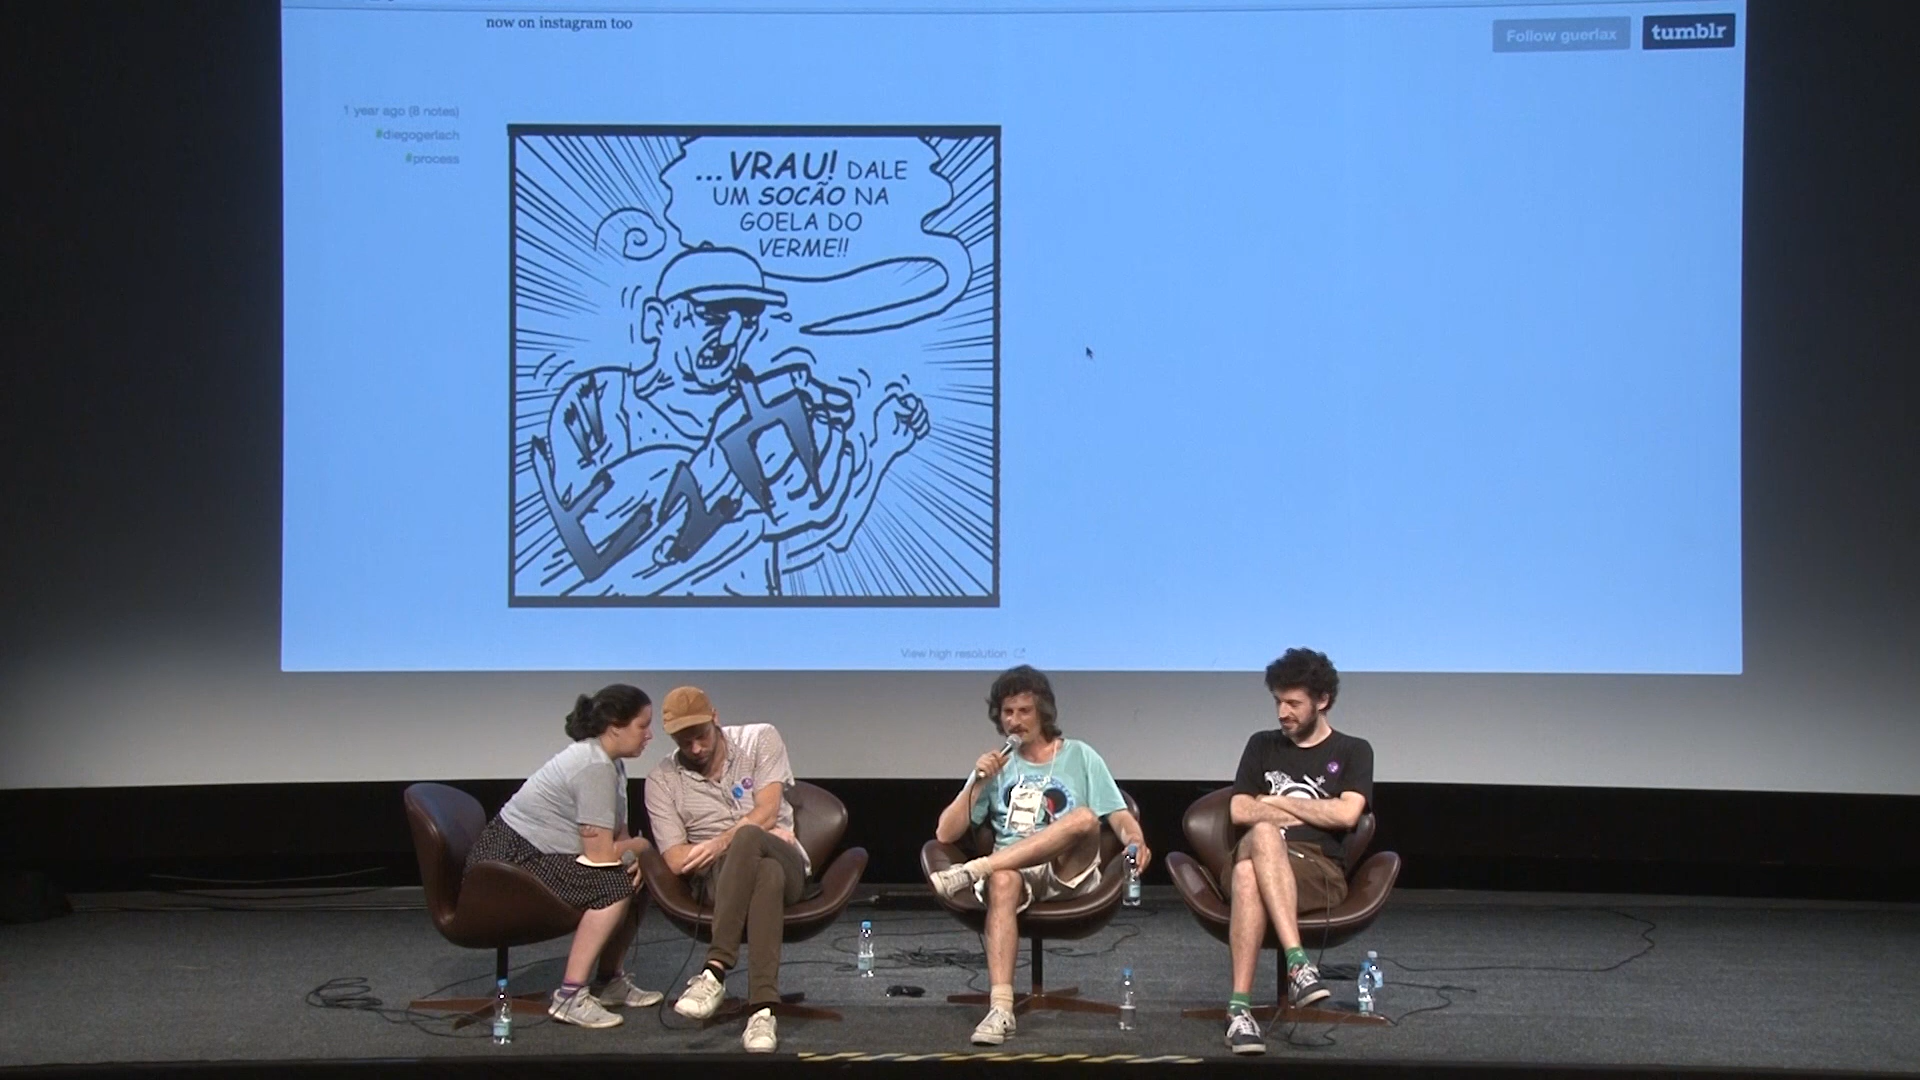 now on instagram too
Follow guerlax
tumblr
1 year ago (8 notes)
#diegogerlach
#process
...VRAU! DALE
UM SOCÃO NA
GOELA DO
VERME!!
View high resolution